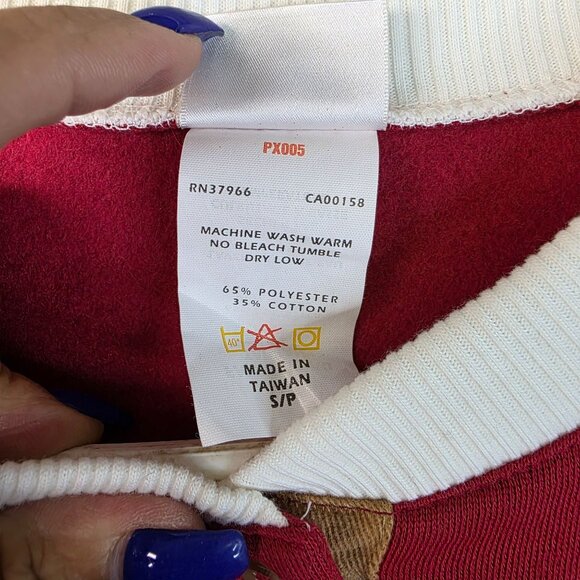 PX005
RN37966 CA00158
MACHINE WASH WARM
NO BLEACH TUMBLE
DRY LOW
65% POLYESTER
35% COTTON
40°
MADE IN
TAIWAN
S/P